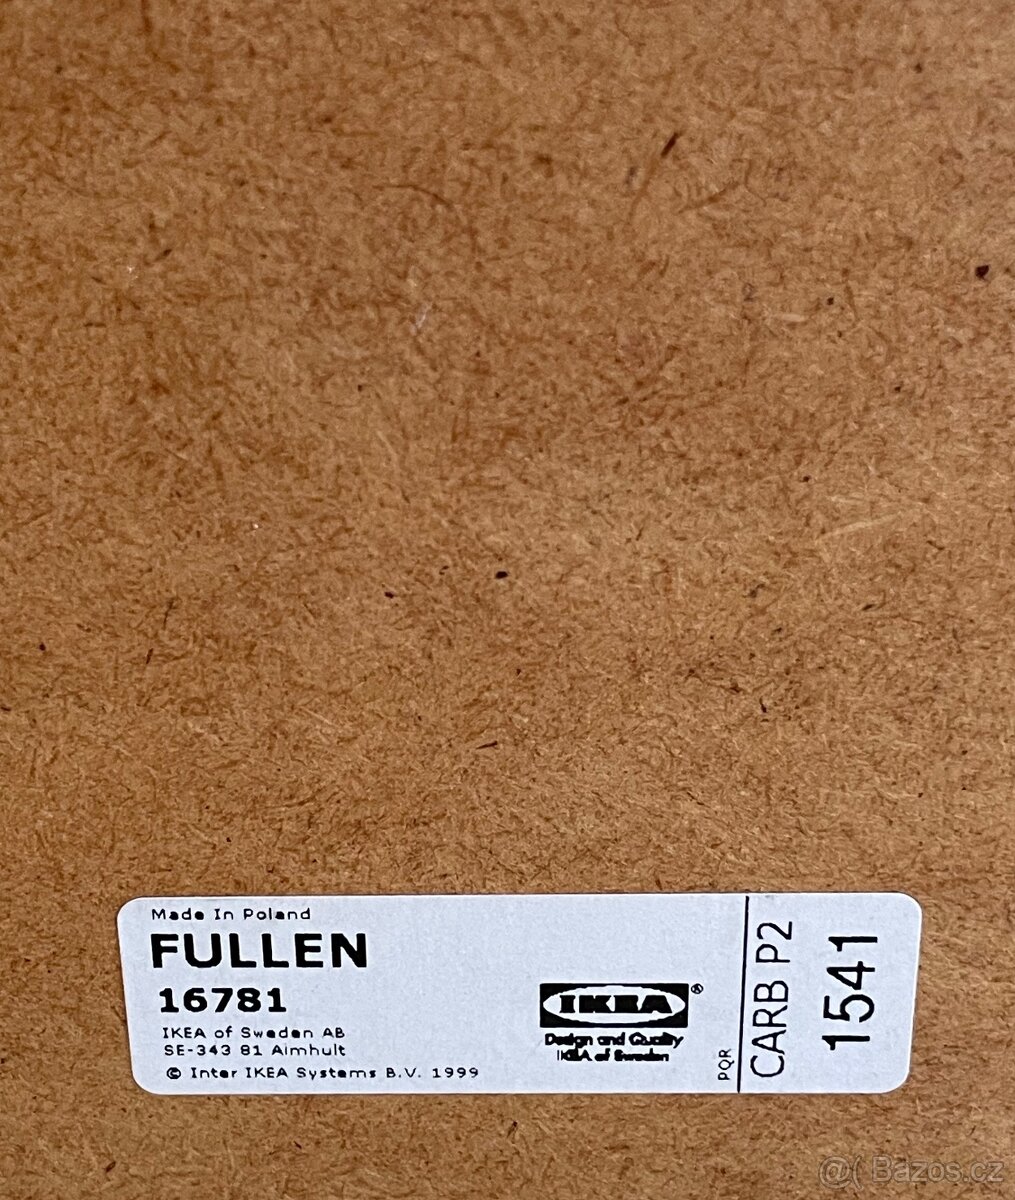 Made In Poland
FULLEN
16781
IKEA of Sweden AB
SE-343 81 Almhult
© Inter IKEA Systems B.V. 1999
IKEA®
Design and Quality
IKEA of Sweden
PQR
CARB P2
1541
@( Bazos.cz